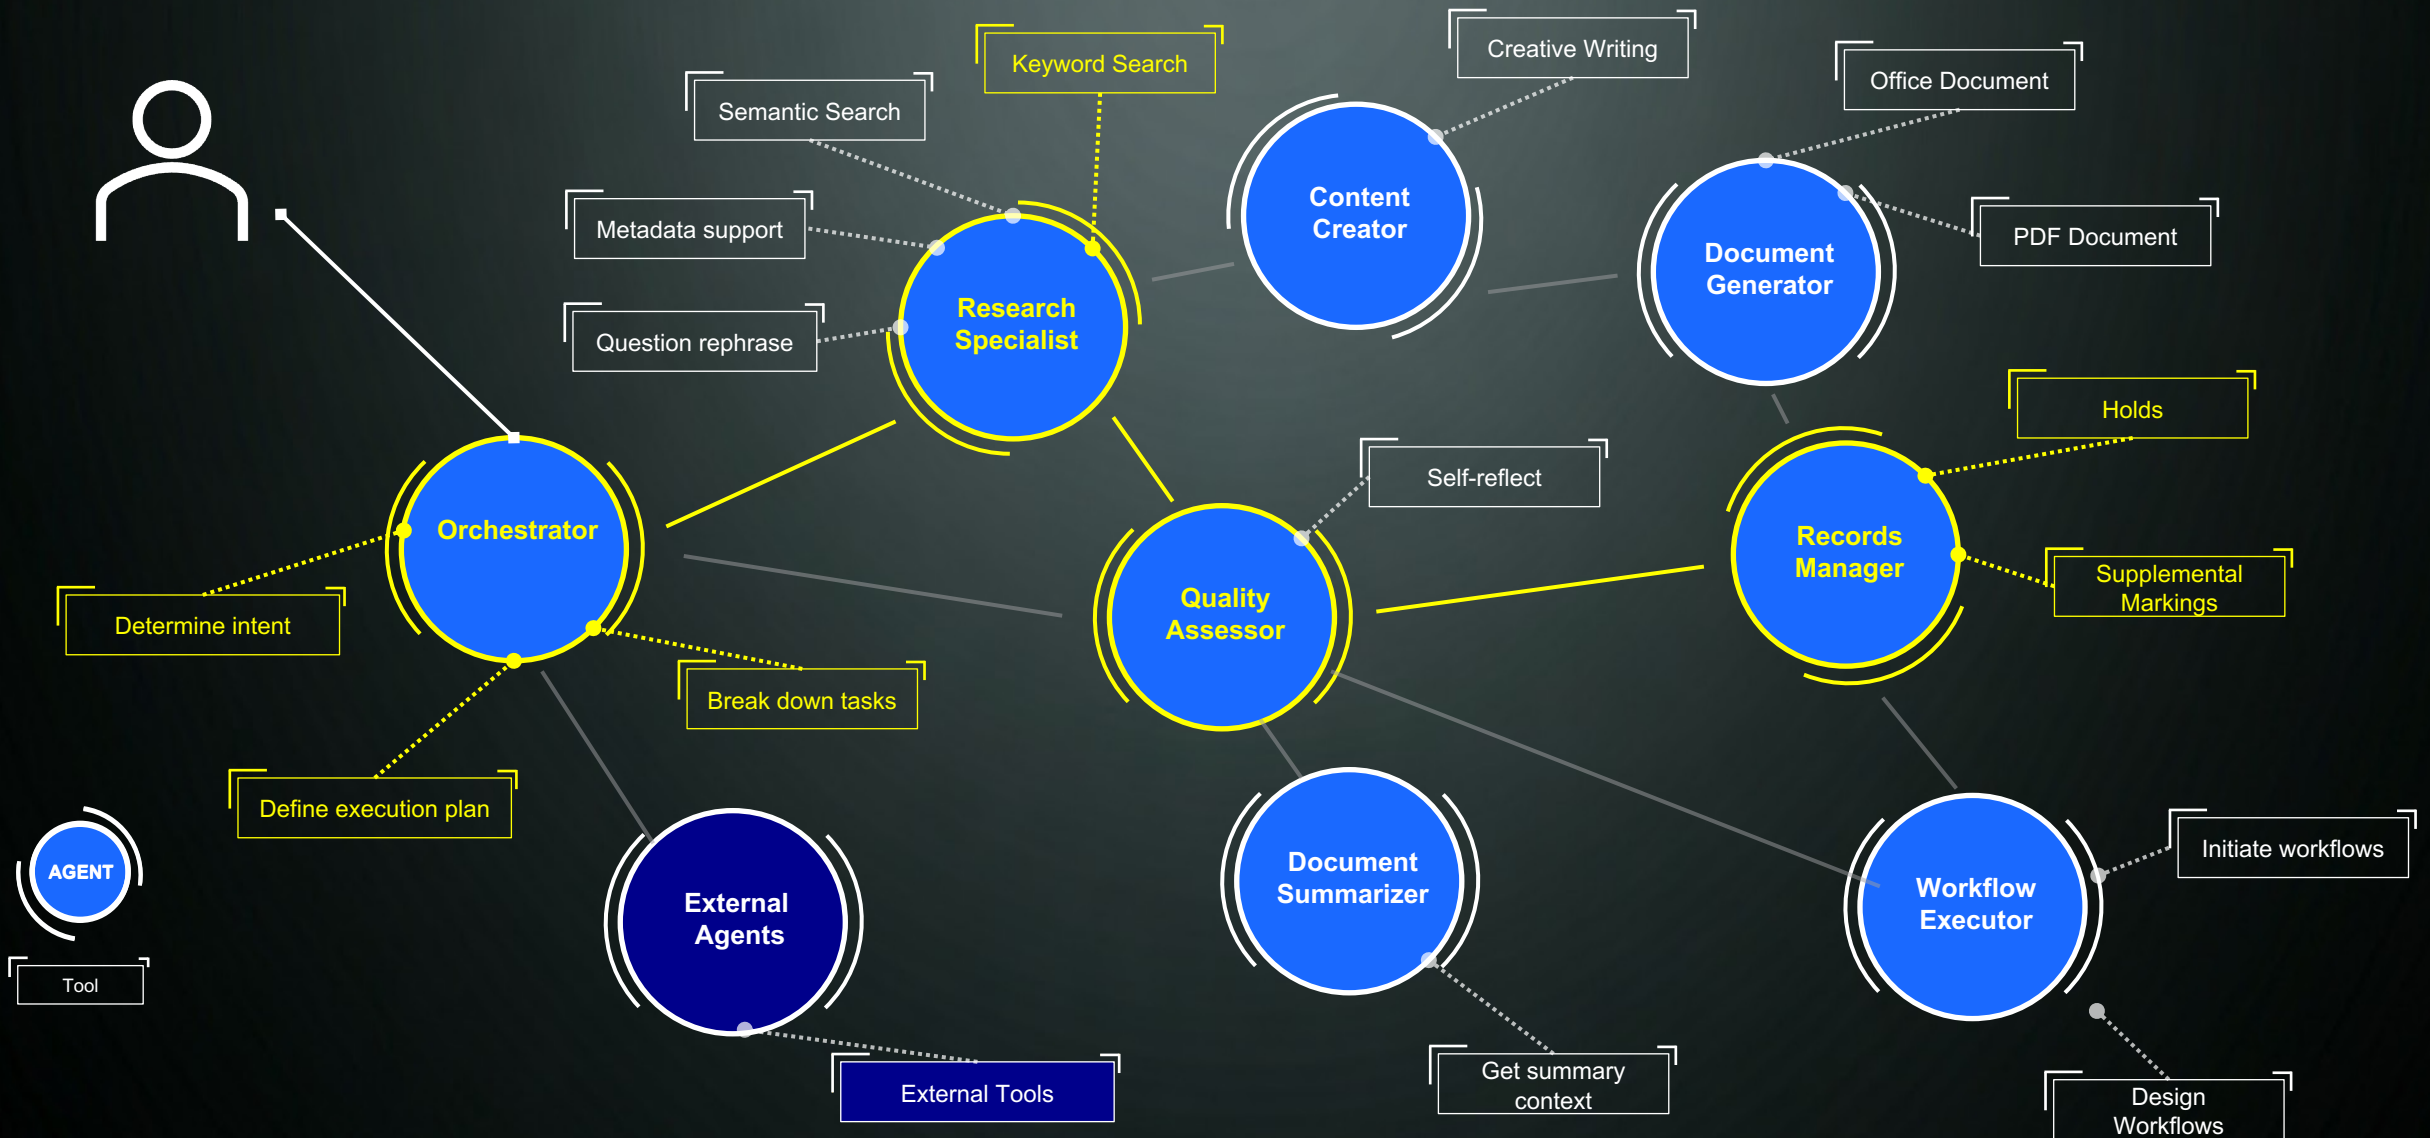 Creative Writing
Keyword Search
Office Document
Semantic Search
Content
Creator
Metadata support
PDF Document
Document
Generator
Research
Specialist
Question rephrase
Holds
Self-reflect
Orchestrator
Records
Manager
Supplemental
Markings
Quality
Assessor
Determine intent
Break down tasks
Define execution plan
Initiate workflows
AGENT
Document
Summarizer
Workflow
Executor
External
Agents
Tool
Get summary
context
External Tools
Design
Workflows